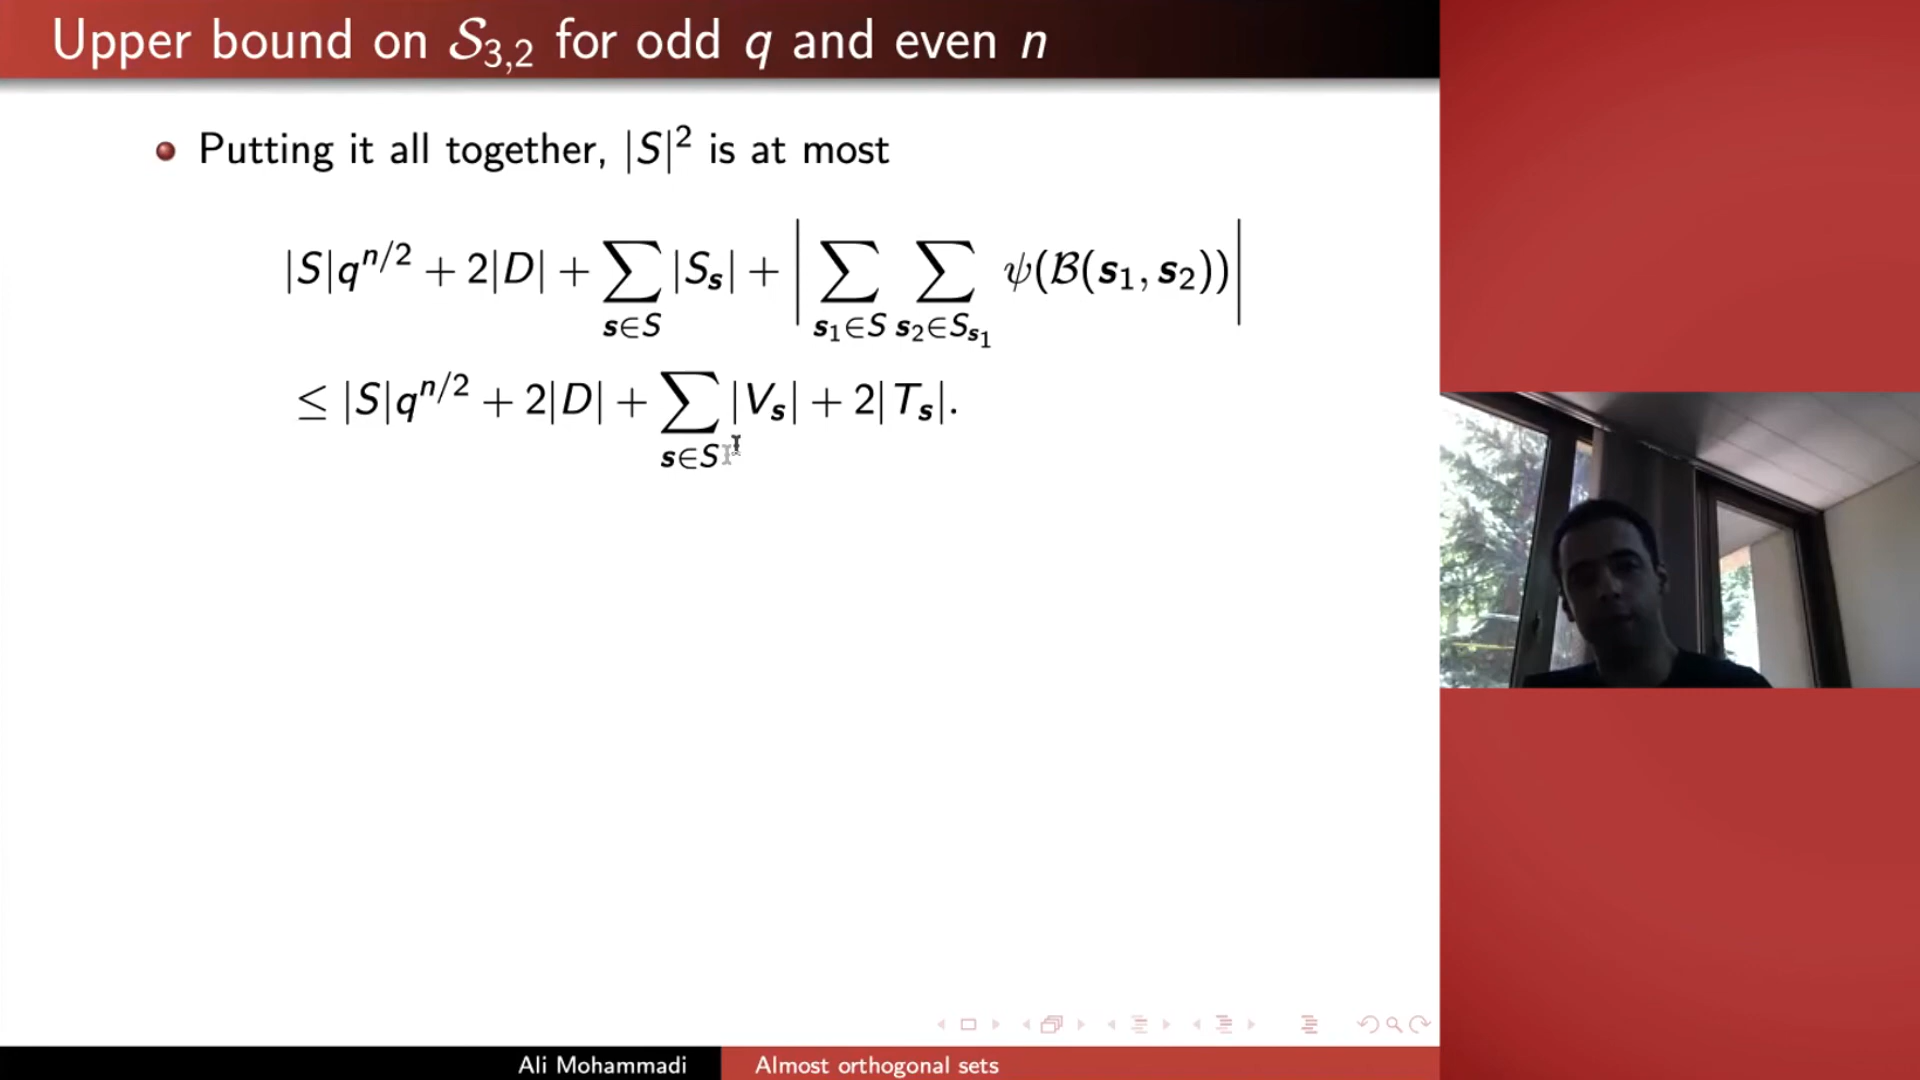 Upper bound on 𝒮₃,₂ for odd q and even n
Putting it all together, |S|² is at most
|S|q^{n/2} + 2|D| + ∑_{s∈S} |S_s| + |∑_{s₁∈S} ∑_{s₂∈S_{s₁}} ψ(ℬ(s₁, s₂))|
≤ |S|q^{n/2} + 2|D| + ∑_{s∈S} |V_s| + 2|T_s|.
Ali Mohammadi
Almost orthogonal sets